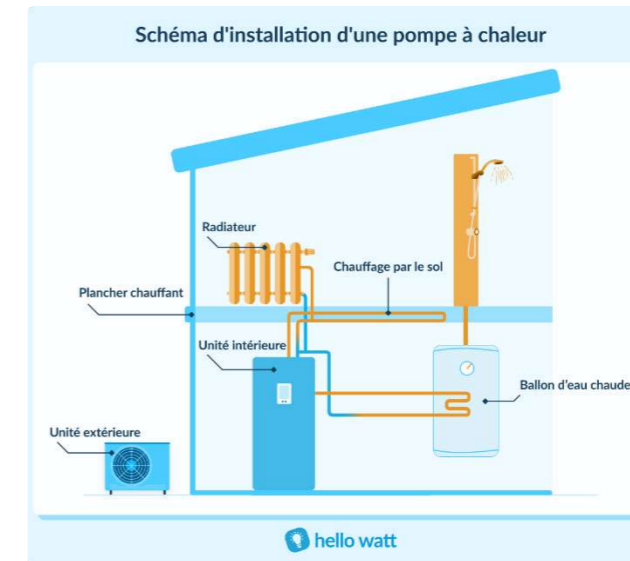 Schéma d'installation d'une pompe à chaleur
Radiateur
Chauffage par le sol
Plancher chauffant
Unité intérieure
Ballon d'eau chaude
Unité extérieure
hello watt